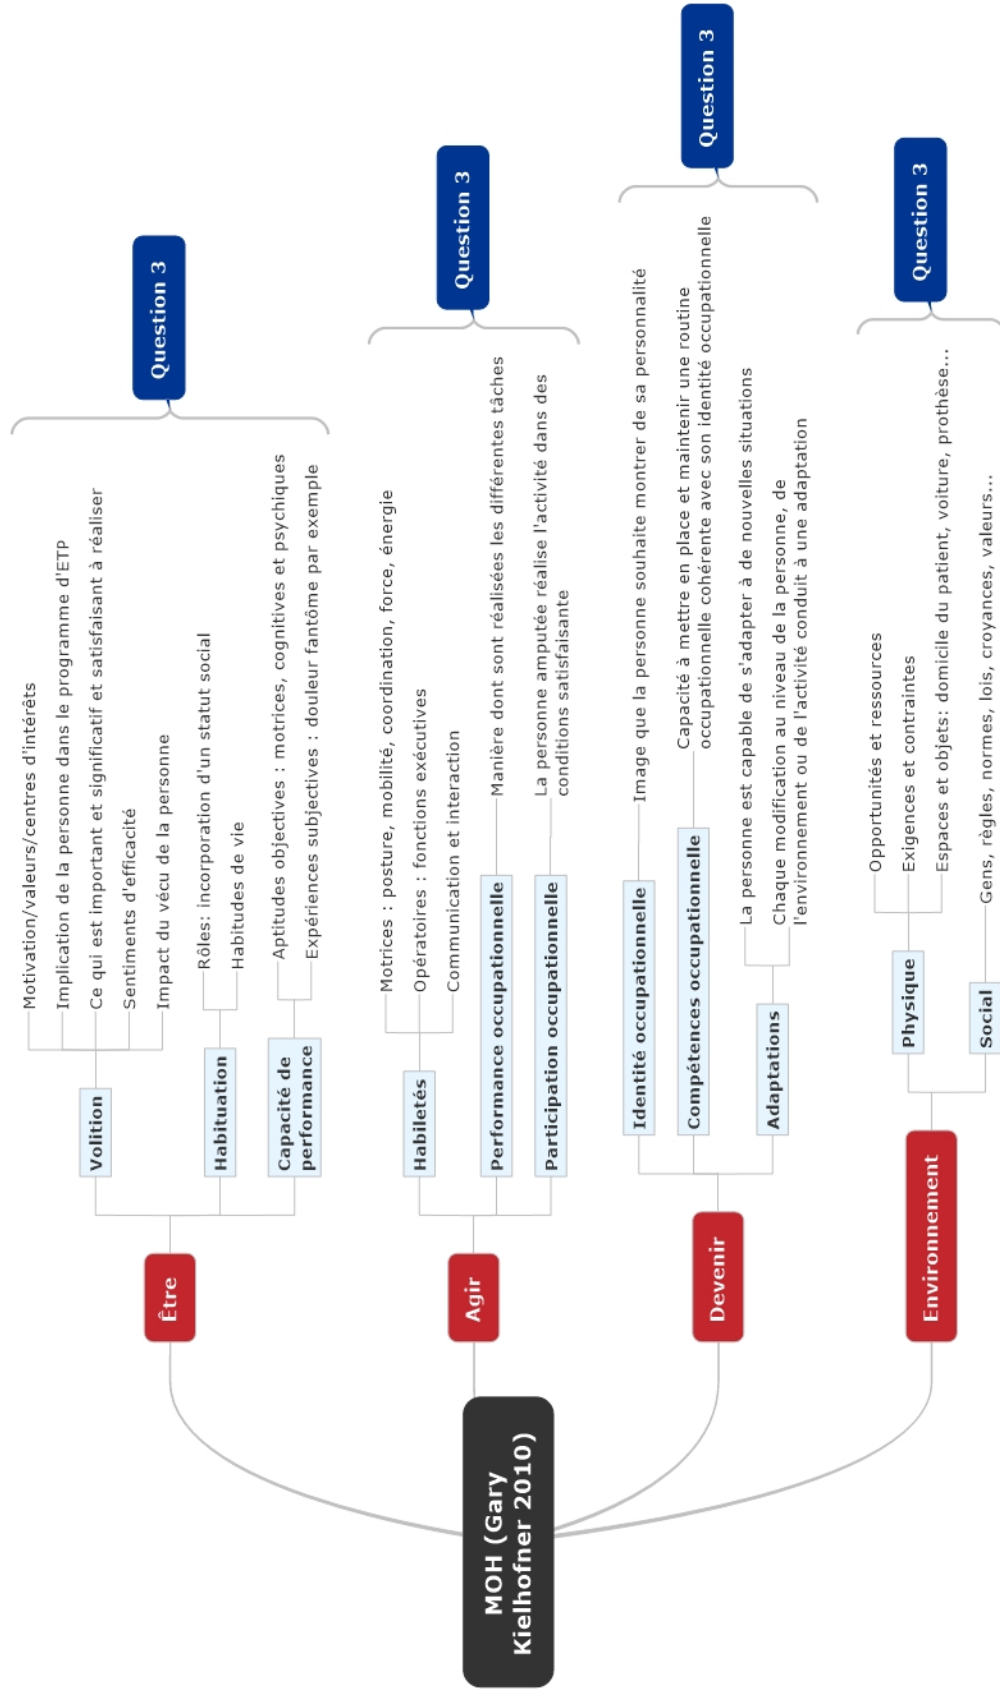 MOH (Gary
Kielhofner 2010)
Être
Volition
Motivation/valeurs/centres d'intérêts
Implication de la personne dans le programme d'ETP
Ce qui est important et significatif et satisfaisant à réaliser
Sentiments d'efficacité
Impact du vécu de la personne
Habituation
Rôles: incorporation d'un statut social
Habitudes de vie
Capacité de
performance
Aptitudes objectives : motrices, cognitives et psychiques
Expériences subjectives : douleur fantôme par exemple
Question 3
Agir
Habiletés
Motrices : posture, mobilité, coordination, force, énergie
Opératoires : fonctions exécutives
Communication et interaction
Performance occupationnelle
Manière dont sont réalisées les différentes tâches
Participation occupationnelle
La personne amputée réalise l'activité dans des
conditions satisfaisante
Question 3
Devenir
Identité occupationnelle
Image que la personne souhaite montrer de sa personnalité
Compétences occupationnelle
Capacité à mettre en place et maintenir une routine
occupationnelle cohérente avec son identité occupationnelle
Adaptations
La personne est capable de s'adapter à de nouvelles situations
Chaque modification au niveau de la personne, de
l'environnement ou de l'activité conduit à une adaptation
Question 3
Environnement
Physique
Opportunités et ressources
Exigences et contraintes
Espaces et objets: domicile du patient, voiture, prothèse...
Social
Gens, règles, normes, lois, croyances, valeurs...
Question 3